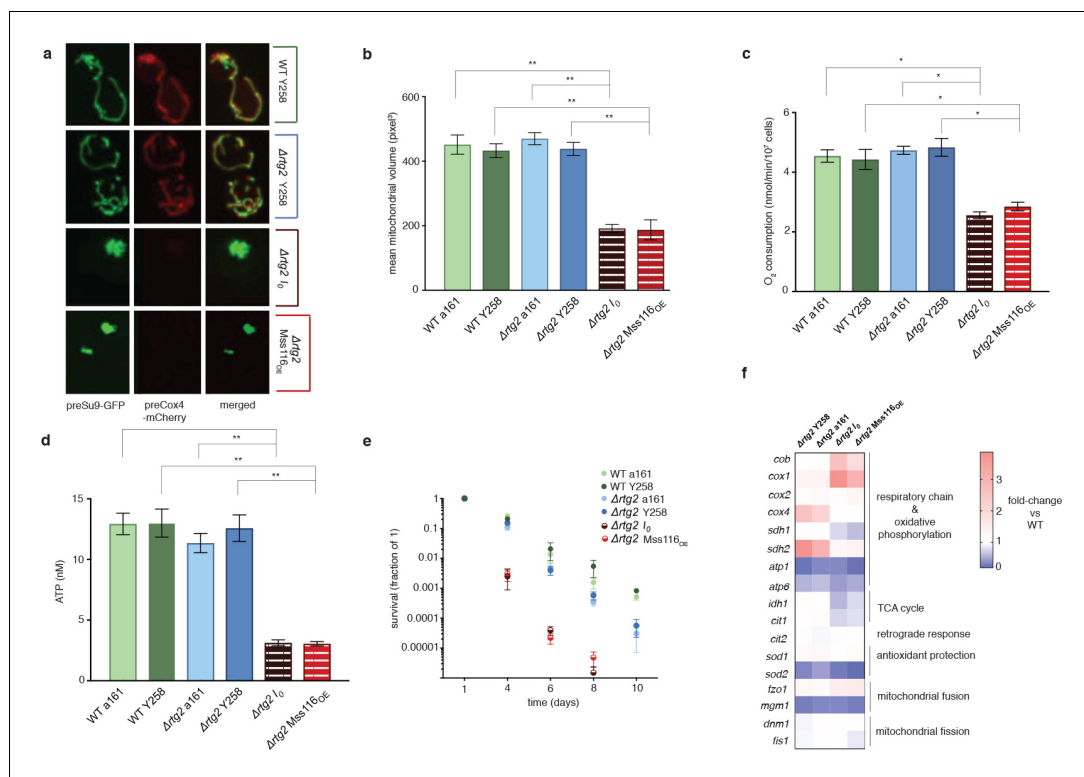 a
WT Y258
Δrtg2 Y258
Δrtg2 I0
Δrtg2
Mss116OE
preSu9-GFP
preCox4
-mCherry
merged
b
**
**
**
**
600
400
200
0
mean mitochondrial volume (pixel³)
WT a161
WT Y258
Δrtg2 a161
Δrtg2 Y258
Δrtg2 I0
Δrtg2 Mss116OE
c
*
*
*
*
6
4
2
0
O2 consumption (nmol/min/10⁷ cells)
WT a161
WT Y258
Δrtg2 a161
Δrtg2 Y258
Δrtg2 I0
Δrtg2 Mss116OE
d
**
**
**
**
15
10
5
0
ATP (nM)
WT a161
WT Y258
Δrtg2 a161
Δrtg2 Y258
Δrtg2 I0
Δrtg2 Mss116OE
e
WT a161
WT Y258
Δrtg2 a161
Δrtg2 Y258
Δrtg2 I0
Δrtg2 Mss116OE
1
0.1
0.01
0.001
0.0001
0.00001
survival (fraction of 1)
1
4
6
8
10
time (days)
f
Δrtg2 Y258
Δrtg2 a161
Δrtg2 I0
Δrtg2 Mss116OE
cob
cox1
cox2
cox4
sdh1
sdh2
atp1
atp6
idh1
cit1
cit2
sod1
sod2
fzo1
mgm1
dnm1
fis1
respiratory chain
&
oxidative
phosphorylation
TCA cycle
retrograde response
antioxidant protection
mitochondrial fusion
mitochondrial fission
3
2
1
0
fold-change
vs
WT